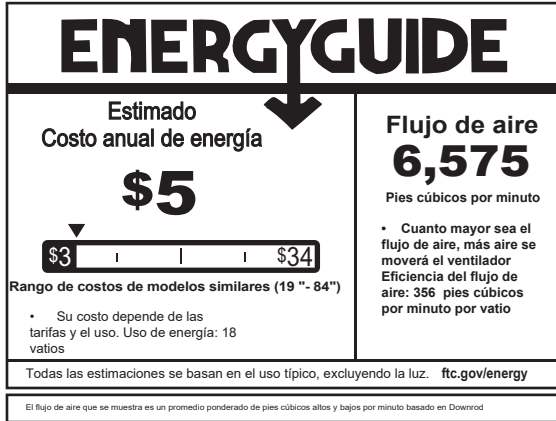 ENERGYGUIDE
Estimado
Costo anual de energía
$5
$3 $34
Rango de costos de modelos similares (19 "- 84")
• Su costo depende de las
tarifas y el uso. Uso de energía: 18
vatios
Flujo de aire
6,575
Pies cúbicos por minuto
• Cuanto mayor sea el
flujo de aire, más aire se
moverá el ventilador
Eficiencia del flujo de
aire: 356 pies cúbicos
por minuto por vatio
Todas las estimaciones se basan en el uso típico, excluyendo la luz. ftc.gov/energy
El flujo de aire que se muestra es un promedio ponderado de pies cúbicos altos y bajos por minuto basado en Downrod